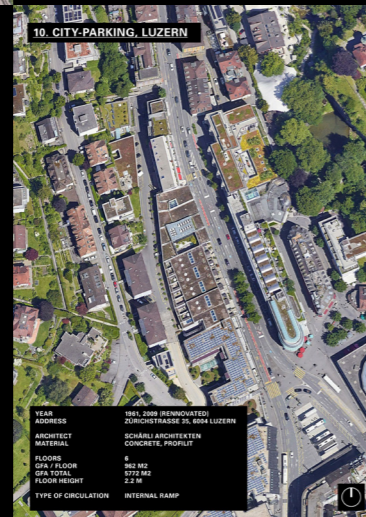 10. CITY-PARKING, LUZERN
YEAR 1961, 2009 (RENNOVATED)
ADDRESS ZÜRICHSTRASSE 35, 6004 LUZERN
ARCHITECT SCHÄRLI ARCHITEKTEN
MATERIAL CONCRETE, PROFILIT
FLOORS 6
GFA / FLOOR 962 M2
GFA TOTAL 5772 M2
FLOOR HEIGHT 2.2 M
TYPE OF CIRCULATION INTERNAL RAMP